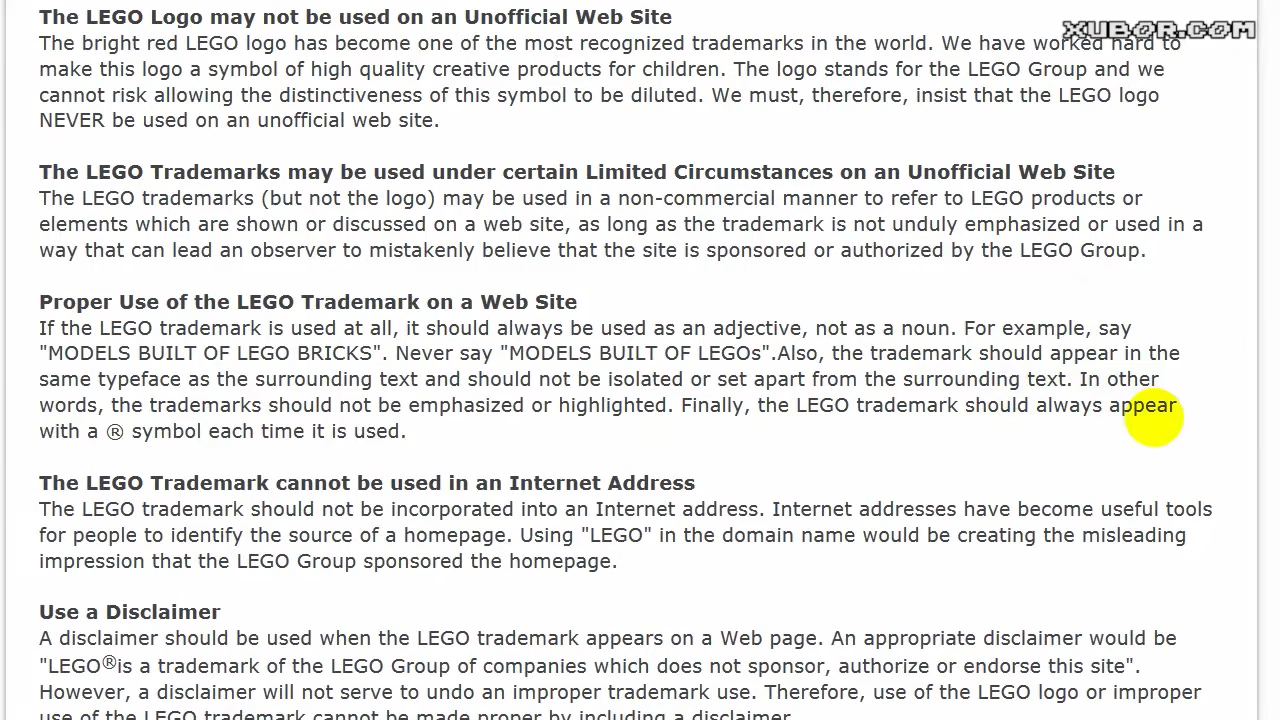 The LEGO Logo may not be used on an Unofficial Web Site
XUBOR.COM
The bright red LEGO logo has become one of the most recognized trademarks in the world. We have worked hard to
make this logo a symbol of high quality creative products for children. The logo stands for the LEGO Group and we
cannot risk allowing the distinctiveness of this symbol to be diluted. We must, therefore, insist that the LEGO logo
NEVER be used on an unofficial web site.
The LEGO Trademarks may be used under certain Limited Circumstances on an Unofficial Web Site
The LEGO trademarks (but not the logo) may be used in a non-commercial manner to refer to LEGO products or
elements which are shown or discussed on a web site, as long as the trademark is not unduly emphasized or used in a
way that can lead an observer to mistakenly believe that the site is sponsored or authorized by the LEGO Group.
Proper Use of the LEGO Trademark on a Web Site
If the LEGO trademark is used at all, it should always be used as an adjective, not as a noun. For example, say
"MODELS BUILT OF LEGO BRICKS". Never say "MODELS BUILT OF LEGOs".Also, the trademark should appear in the
same typeface as the surrounding text and should not be isolated or set apart from the surrounding text. In other
words, the trademarks should not be emphasized or highlighted. Finally, the LEGO trademark should always appear
with a ® symbol each time it is used.
The LEGO Trademark cannot be used in an Internet Address
The LEGO trademark should not be incorporated into an Internet address. Internet addresses have become useful tools
for people to identify the source of a homepage. Using "LEGO" in the domain name would be creating the misleading
impression that the LEGO Group sponsored the homepage.
Use a Disclaimer
A disclaimer should be used when the LEGO trademark appears on a Web page. An appropriate disclaimer would be
"LEGO®is a trademark of the LEGO Group of companies which does not sponsor, authorize or endorse this site".
However, a disclaimer will not serve to undo an improper trademark use. Therefore, use of the LEGO logo or improper
use of the LEGO trademark cannot be made proper by including a disclaimer.